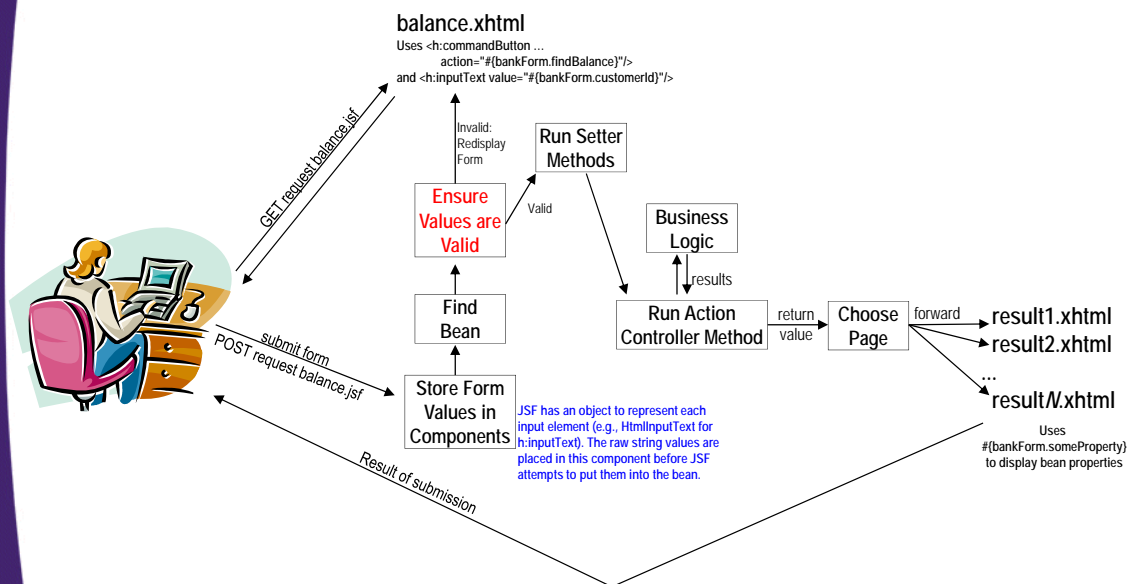 balance.xhtml
Uses <h:commandButton ...
action="#{bankForm.findBalance}"/>
and <h:inputText value="#{bankForm.customerId}"/>
GET request balance.jsf
Invalid:
Redisplay
Form
Run Setter
Methods
Ensure
Values are
Valid
Valid
Business
Logic
results
Find
Bean
Run Action
Controller Method
return
value
Choose
Page
forward
result1.xhtml
result2.xhtml
...
resultN.xhtml
Uses
#{bankForm.someProperty}
to display bean properties
submit form
POST request balance.jsf
Store Form
Values in
Components
JSF has an object to represent each
input element (e.g., HtmlInputText for
h:inputText). The raw string values are
placed in this component before JSF
attempts to put them into the bean.
Result of submission